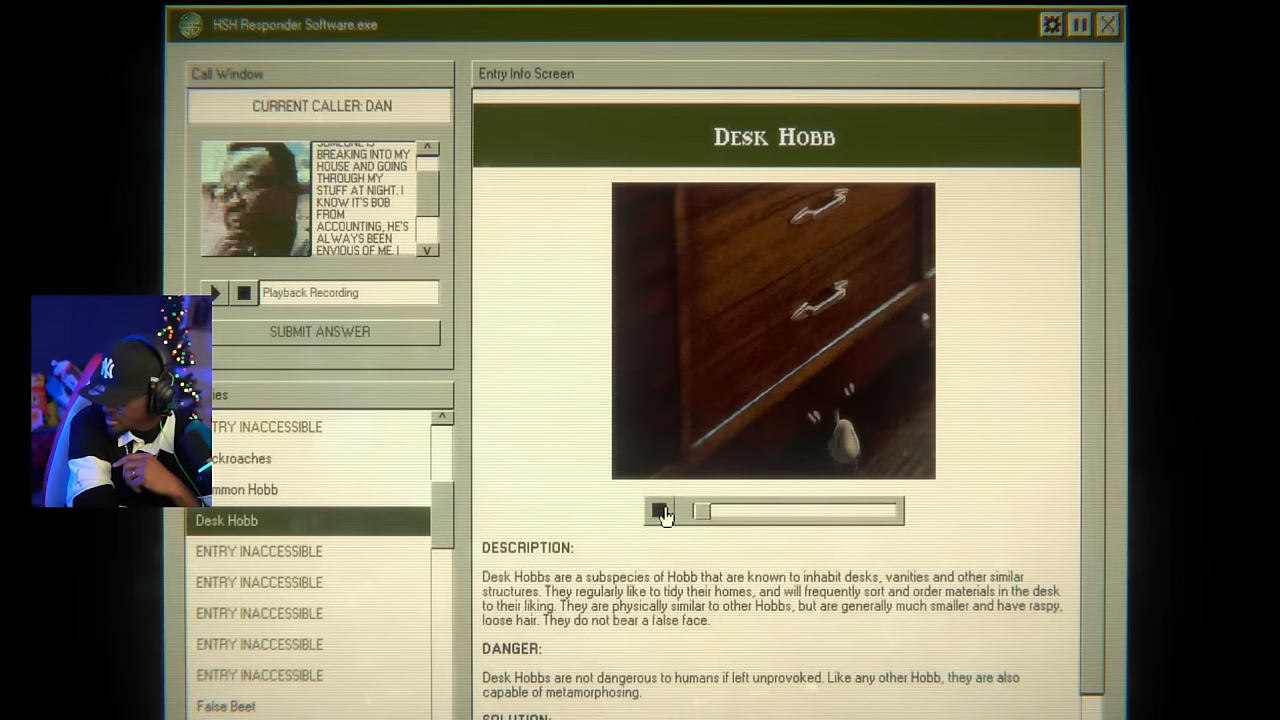 HSH Responder Software.exe
Call Window
CURRENT CALLER: DAN
BREAKING INTO MY
HOUSE AND GOING
THROUGH MY
STUFF AT NIGHT. I
KNOW IT'S BOB
FROM
ACCOUNTING, HE'S
ALWAYS BEEN
ENVIOUS OF ME. I
Playback Recording
SUBMIT ANSWER
ies
TRY INACCESSIBLE
ckroaches
mmon Hobb
Desk Hobb
ENTRY INACCESSIBLE
ENTRY INACCESSIBLE
ENTRY INACCESSIBLE
ENTRY INACCESSIBLE
ENTRY INACCESSIBLE
False Beet
Entry Info Screen
DESK HOBB
DESCRIPTION:
Desk Hobbs are a subspecies of Hobb that are known to inhabit desks, vanities and other similar
structures. They regularly like to tidy their homes, and will frequently sort and order materials in the desk
to their liking. They are physically similar to other Hobbs, but are generally much smaller and have raspy,
loose hair. They do not bear a false face.
DANGER:
Desk Hobbs are not dangerous to humans if left unprovoked. Like any other Hobb, they are also
capable of metamorphosing.